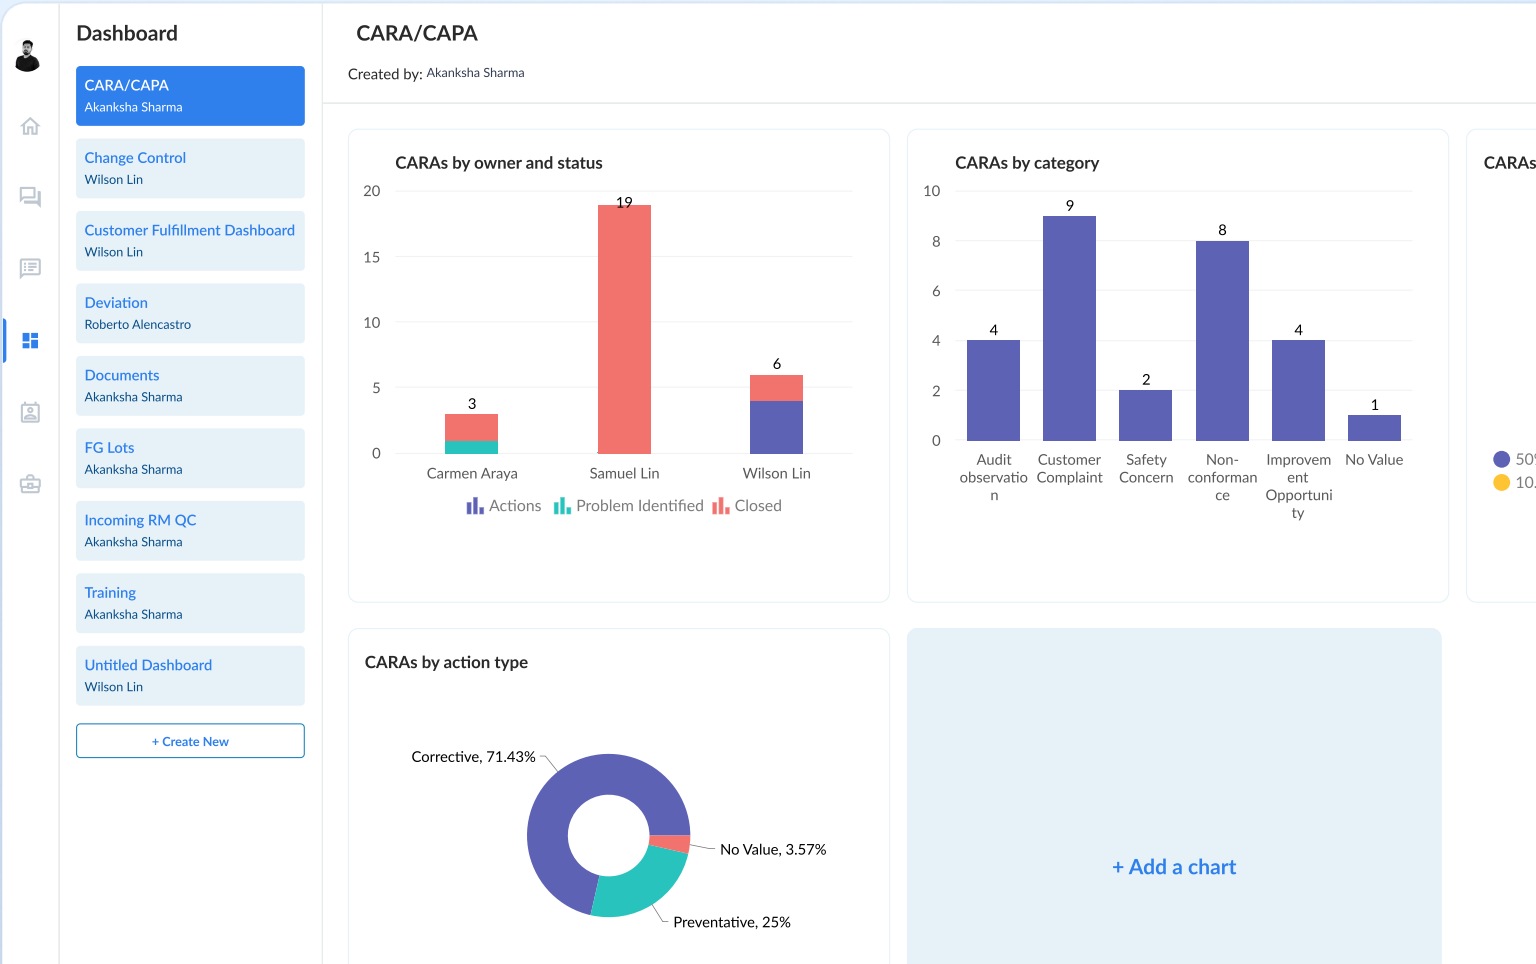 Dashboard
CARA/CAPA
Akanksha Sharma
Change Control
Wilson Lin
Customer Fulfillment Dashboard
Wilson Lin
Deviation
Roberto Alencastro
Documents
Akanksha Sharma
FG Lots
Akanksha Sharma
Incoming RM QC
Akanksha Sharma
Training
Akanksha Sharma
Untitled Dashboard
Wilson Lin
+ Create New
CARA/CAPA
Created by: Akanksha Sharma
CARAs by owner and status
20
15
10
5
0
3
19
6
Carmen Araya
Samuel Lin
Wilson Lin
Actions
Problem Identified
Closed
CARAs by category
10
8
6
4
2
0
4
9
2
8
4
1
Audit
observatio
n
Customer
Complaint
Safety
Concern
Non-
conforman
ce
Improvem
ent
Opportuni
ty
No Value
CARAs
50%
10.
CARAs by action type
Corrective, 71.43%
No Value, 3.57%
Preventative, 25%
+ Add a chart